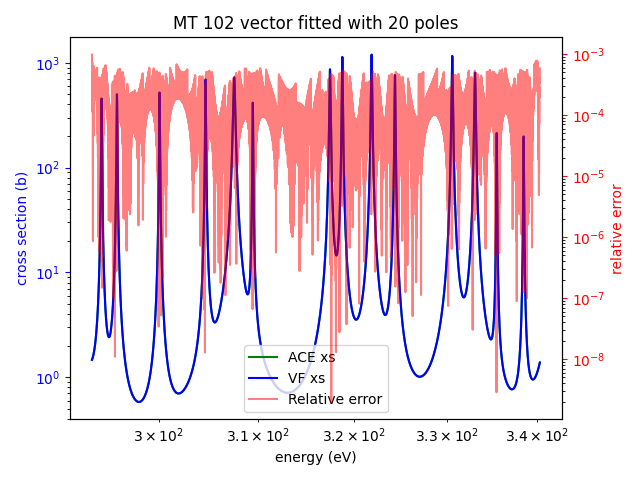 MT 102 vector fitted with 20 poles
10³
10²
10¹
10⁰
cross section (b)
10⁻³
10⁻⁴
10⁻⁵
10⁻⁶
10⁻⁷
10⁻⁸
relative error
ACE xs
VF xs
Relative error
3 × 10² 3.1 × 10² 3.2 × 10² 3.3 × 10² 3.4 × 10²
energy (eV)